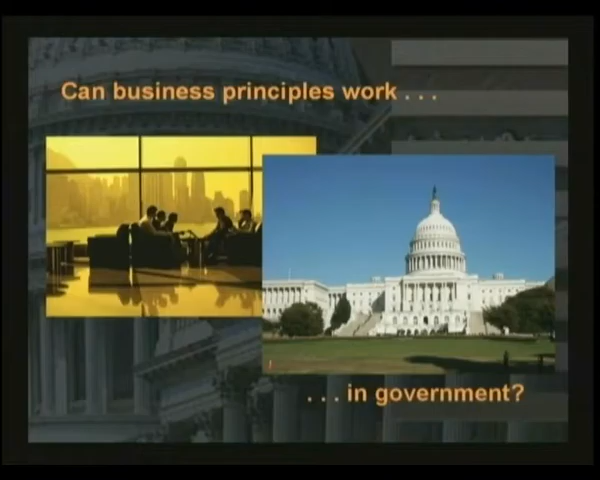 Can business principles work . . .
. . . in government?